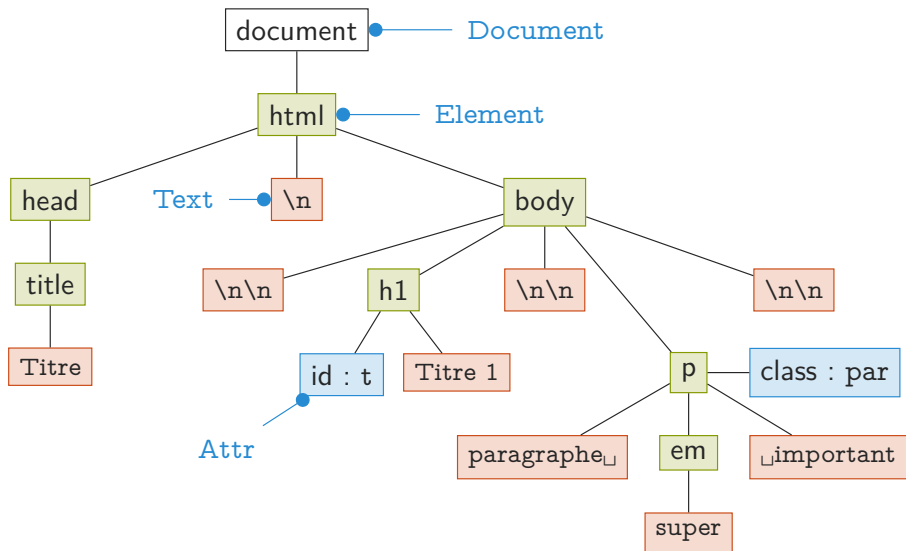 document
Document
html
Element
head
Text
\n
body
title
\n\n
h1
\n\n
\n\n
Titre
id : t
Titre 1
p
class : par
Attr
paragraphe␣
em
␣important
super